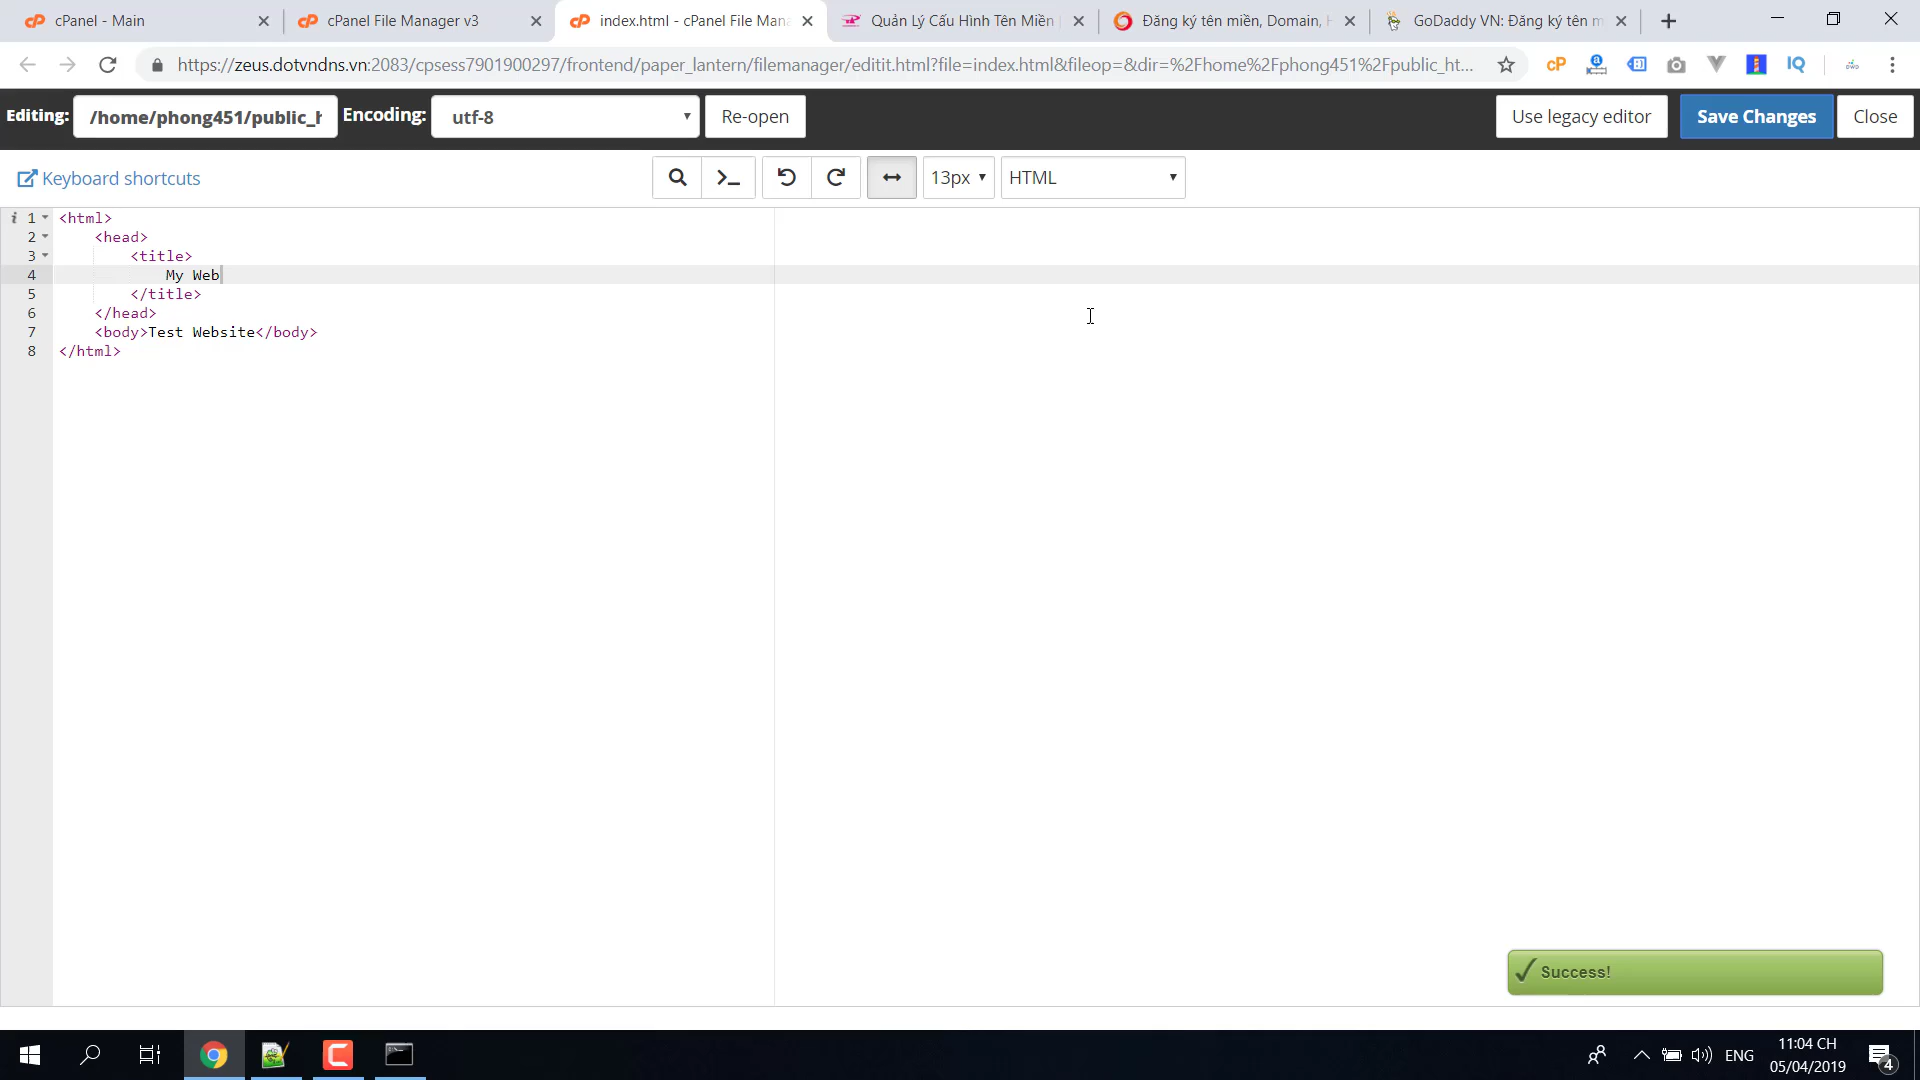 cPanel - Main
cPanel File Manager v3
index.html - cPanel File Mana
Quản Lý Cấu Hình Tên Miền
Đăng ký tên miền, Domain,
GoDaddy VN: Đăng ký tên m
https://zeus.dotvndns.vn:2083/cpsess7901900297/frontend/paper_lantern/filemanager/editit.html?file=index.html&fileop=&dir=%2Fhome%2Fphong451%2Fpublic_ht...
Editing: /home/phong451/public_h Encoding: utf-8 Re-open Use legacy editor Save Changes Close
Keyboard shortcuts 13px HTML
1 <html>
2 <head>
3 <title>
4 My Web
5 </title>
6 </head>
7 <body>Test Website</body>
8 </html>
Success!
ENG
11:04 CH
05/04/2019
4